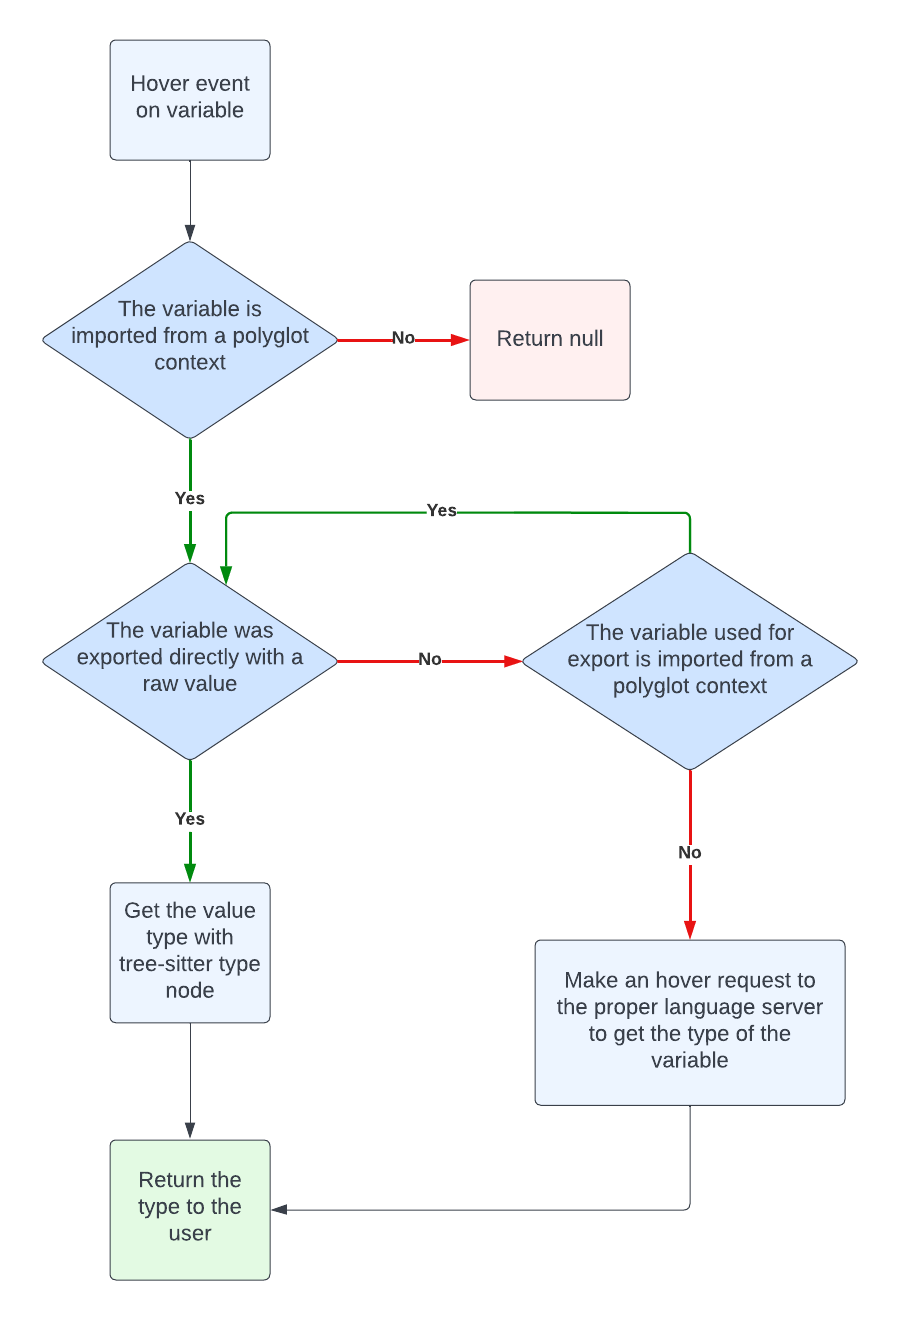 Hover event
on variable
The variable is
imported from a polyglot
context
No
Return null
Yes
Yes
The variable was
exported directly with a
raw value
No
The variable used for
export is imported from a
polyglot context
Yes
No
Get the value
type with
tree-sitter type
node
Make an hover request to
the proper language server
to get the type of the
variable
Return the
type to the
user